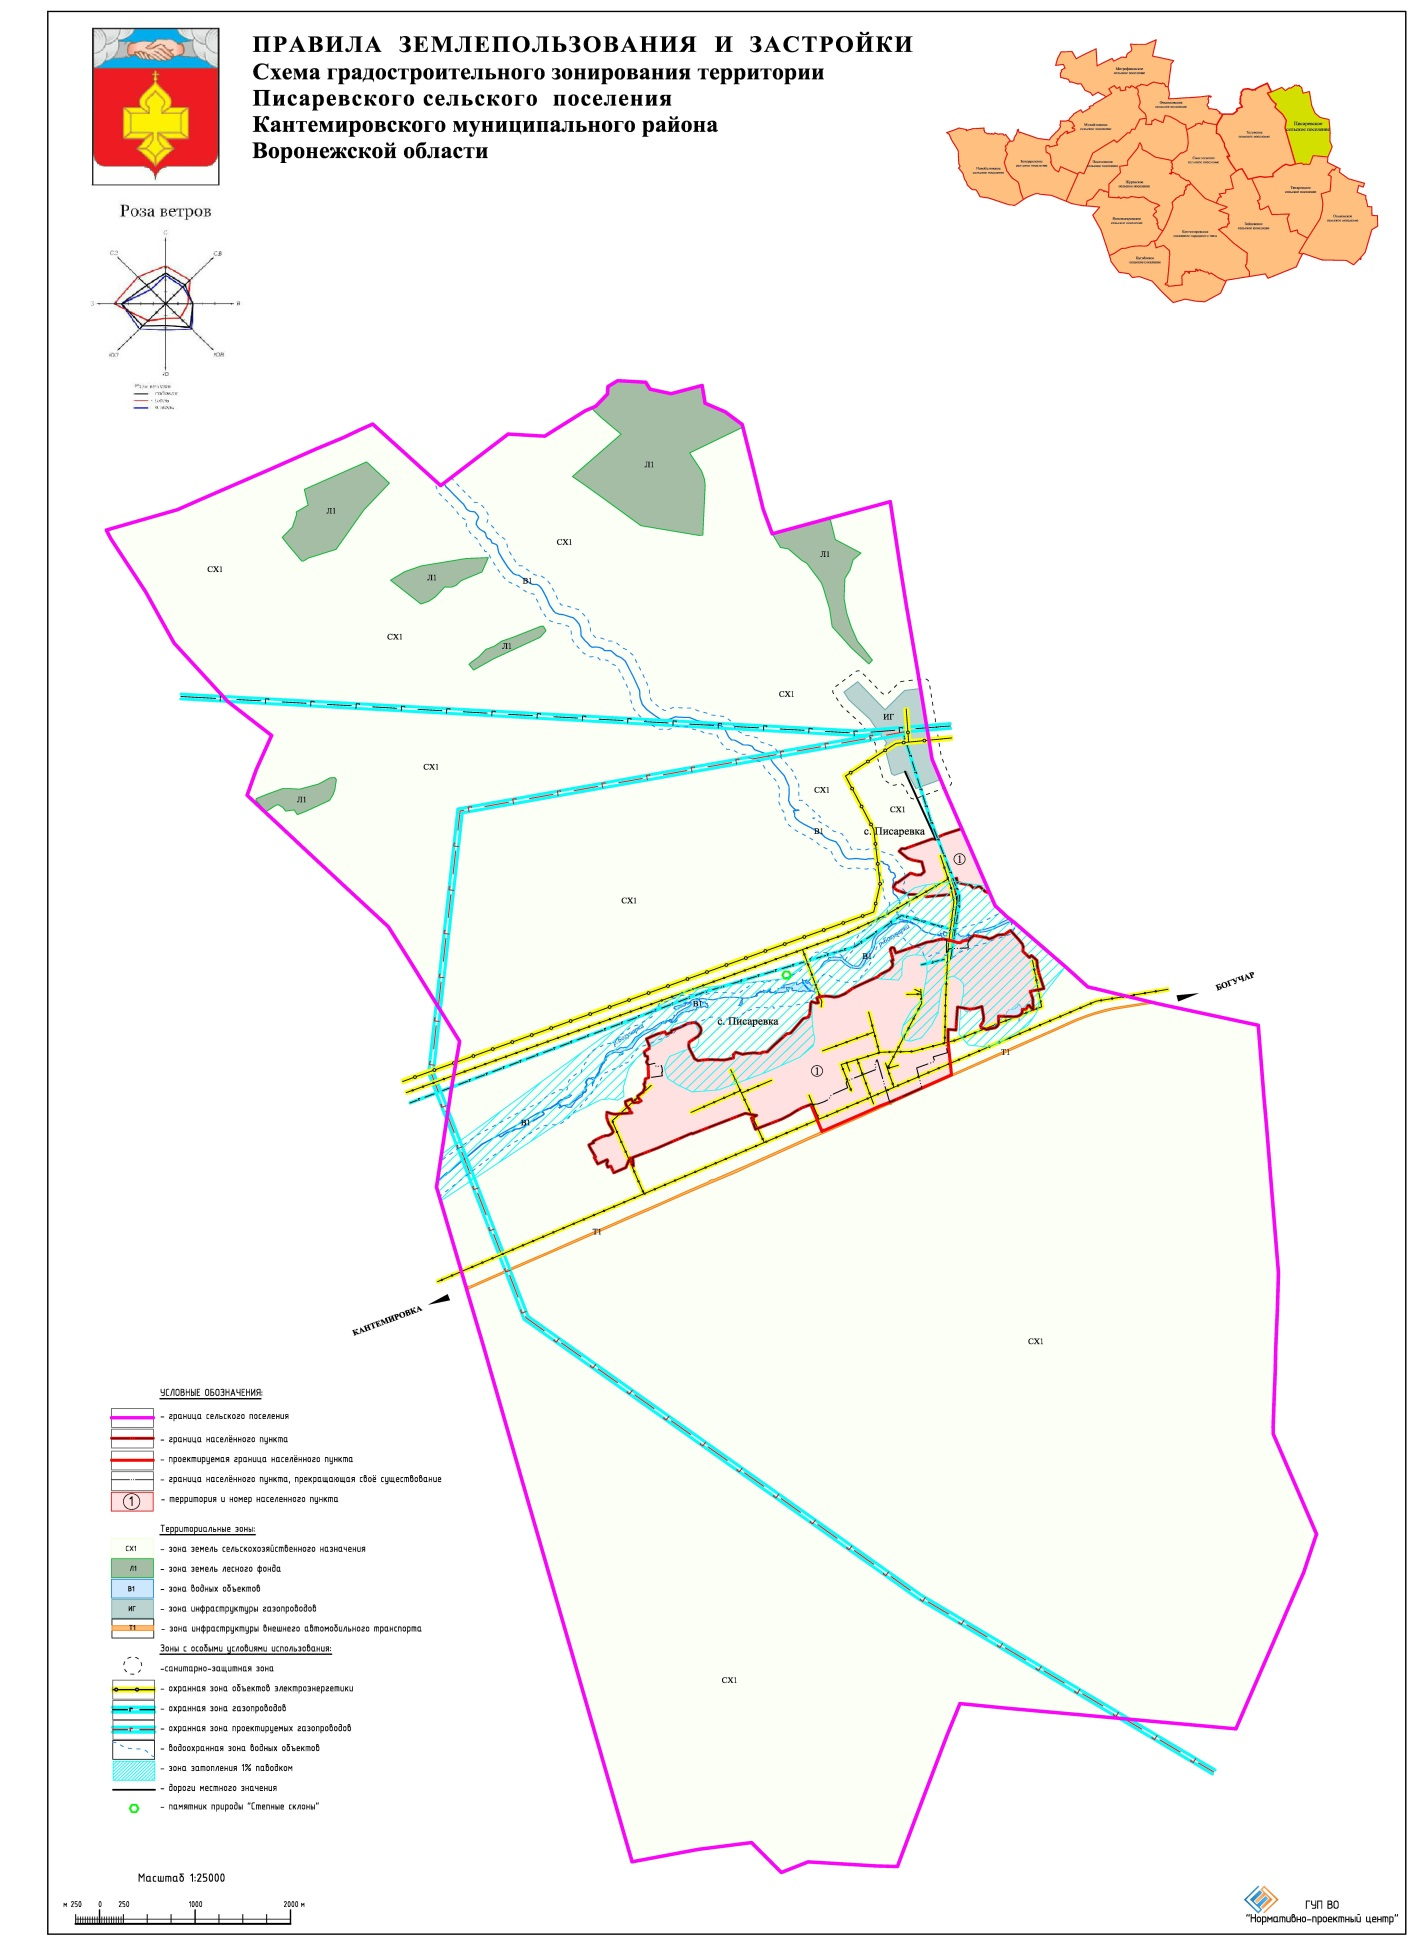 ПРАВИЛА ЗЕМЛЕПОЛЬЗОВАНИЯ И ЗАСТРОЙКИ
Схема градостроительного зонирования территории
Писаревского сельского поселения
Кантемировского муниципального района
Воронежской области
Роза ветров
С
С.В
В
Ю
Л1
Л1
СХ1
СХ1
Л1
Л1
В1
СХ1
Л1
СХ1
ИГ
СХ1
СХ1
Л1
СХ1
В1
с. Писаревка
1
СХ1
В1
В1
БОГУЧАР
с. Писаревка
Т1
1
В1
Т1
КАНТЕМИРОВКА
СХ1
СХ1
УСЛОВНЫЕ ОБОЗНАЧЕНИЯ:
- граница сельского поселения
- граница населённого пункта
- проектируемая граница населённого пункта
- граница населённого пункта, прекращающая своё существование
1 - территория и номер населенного пункта
Территориальные зоны:
СХ1 - зона земель сельскохозяйственного назначения
Л1 - зона земель лесного фонда
В1 - зона водных объектов
ИГ - зона инфраструктуры газопроводов
Т1 - зона инфраструктуры внешнего автомобильного транспорта
Зоны с особыми условиями использования:
-санитарно-защитная зона
- охранная зона объектов электроэнергетики
- охранная зона газопроводов
- охранная зона проектируемых газопроводов
- водоохранная зона водных объектов
- зона затопления 1% паводком
- дороги местного значения
- памятник природы "Степные склоны"
Масштаб 1:25000
м 250 0 250 1000 2000 м
ГУП ВО
"Нормативно-проектный центр"